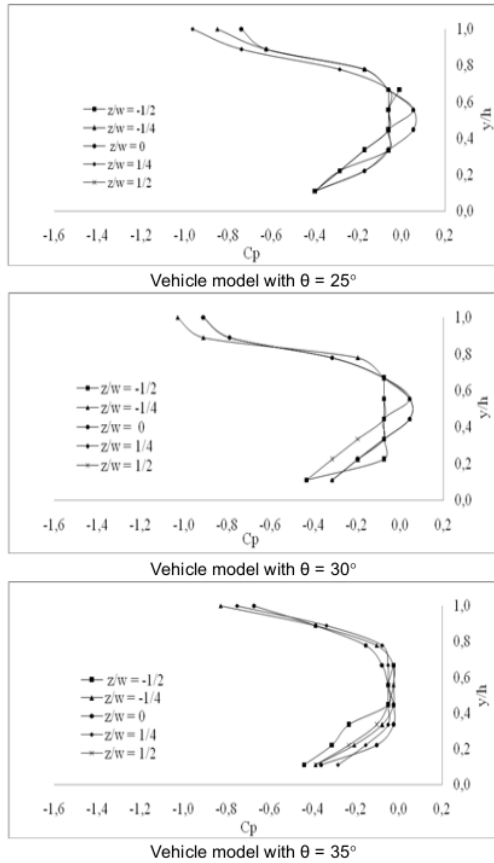 1,0
0,8
0,6
0,4
0,2
0,0
y/h
z/w = -1/2
z/w = -1/4
z/w = 0
z/w = 1/4
z/w = 1/2
-1,6 -1,4 -1,2 -1,0 -0,8 -0,6 -0,4 -0,2 0,0 0,2
Cp
Vehicle model with θ = 25°
1,0
0,8
0,6
0,4
0,2
0,0
y/h
z/w = -1/2
z/w = -1/4
z/w = 0
z/w = 1/4
z/w = 1/2
-1,6 -1,4 -1,2 -1,0 -0,8 -0,6 -0,4 -0,2 0,0 0,2
Cp
Vehicle model with θ = 30°
1,0
0,8
0,6
0,4
0,2
0,0
y/h
z/w = -1/2
z/w = -1/4
z/w = 0
z/w = 1/4
z/w = 1/2
-1,6 -1,4 -1,2 -1,0 -0,8 -0,6 -0,4 -0,2 0,0 0,2
Cp
Vehicle model with θ = 35°